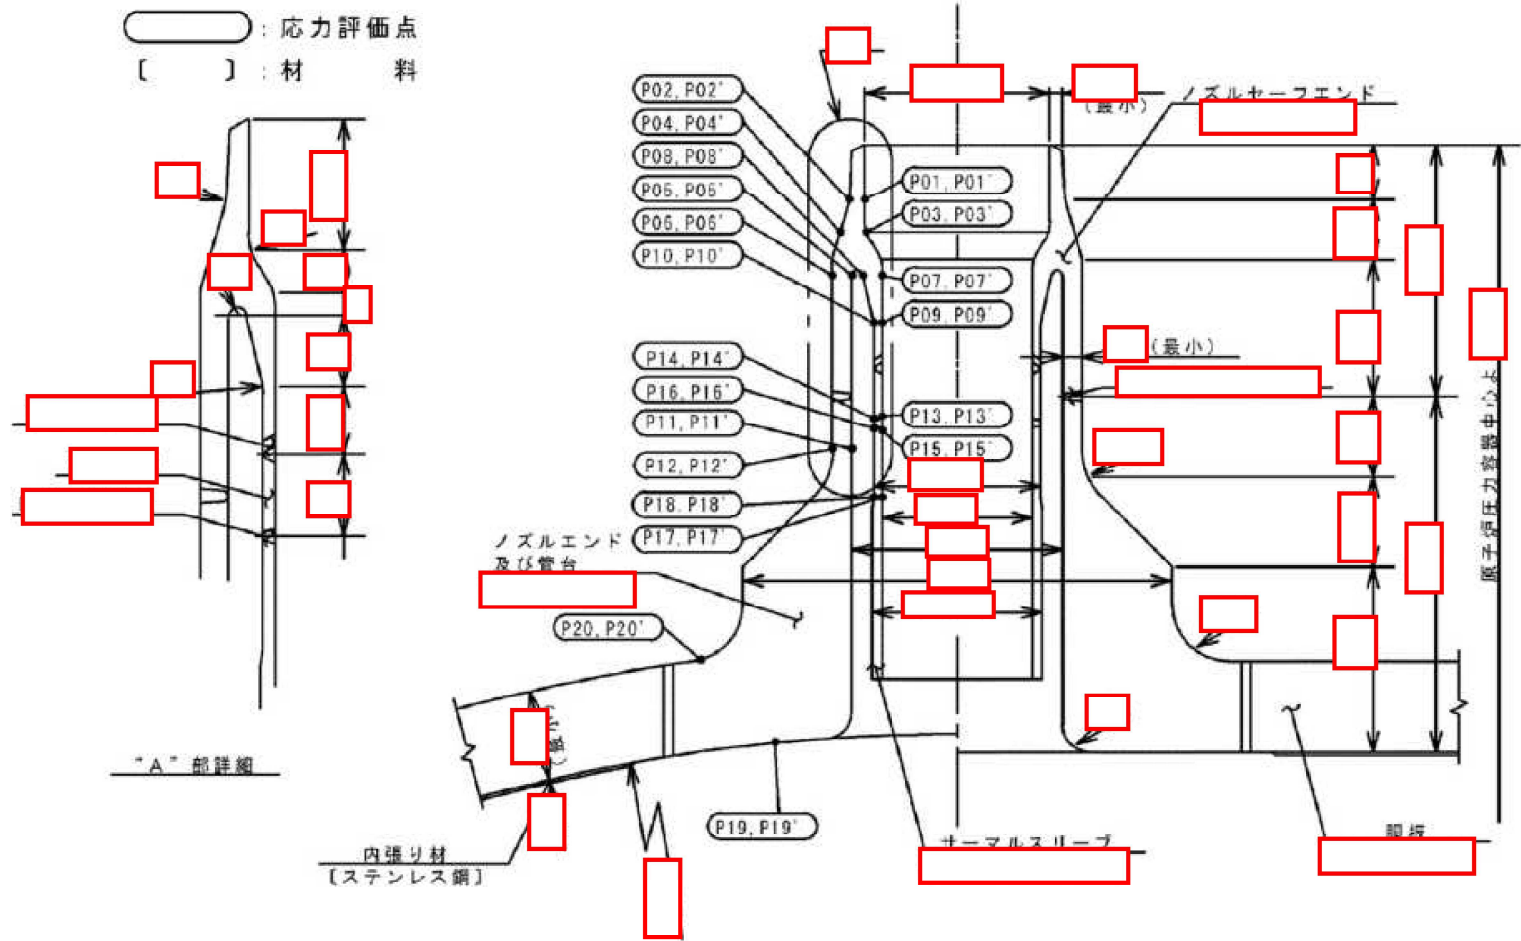 : 応力評価点
[ ] : 材 料
P02, P02'
P04, P04'
P08, P08'
P06, P06'
P10, P10'
P01, P01'
P03, P03'
P07, P07'
P09, P09'
P14, P14'
P16, P16'
P11, P11'
P12, P12'
P18, P18'
P17, P17'
P13, P13'
P15, P15'
(最小)
ノズルセーフエンド
(最小)
原子炉圧力容器中心よ
ノズルエンド
及び管台
P20, P20'
(最小)
P19, P19'
"A" 部詳細
内張り材
[ステンレス鋼]
サーマルスリーブ
胴板